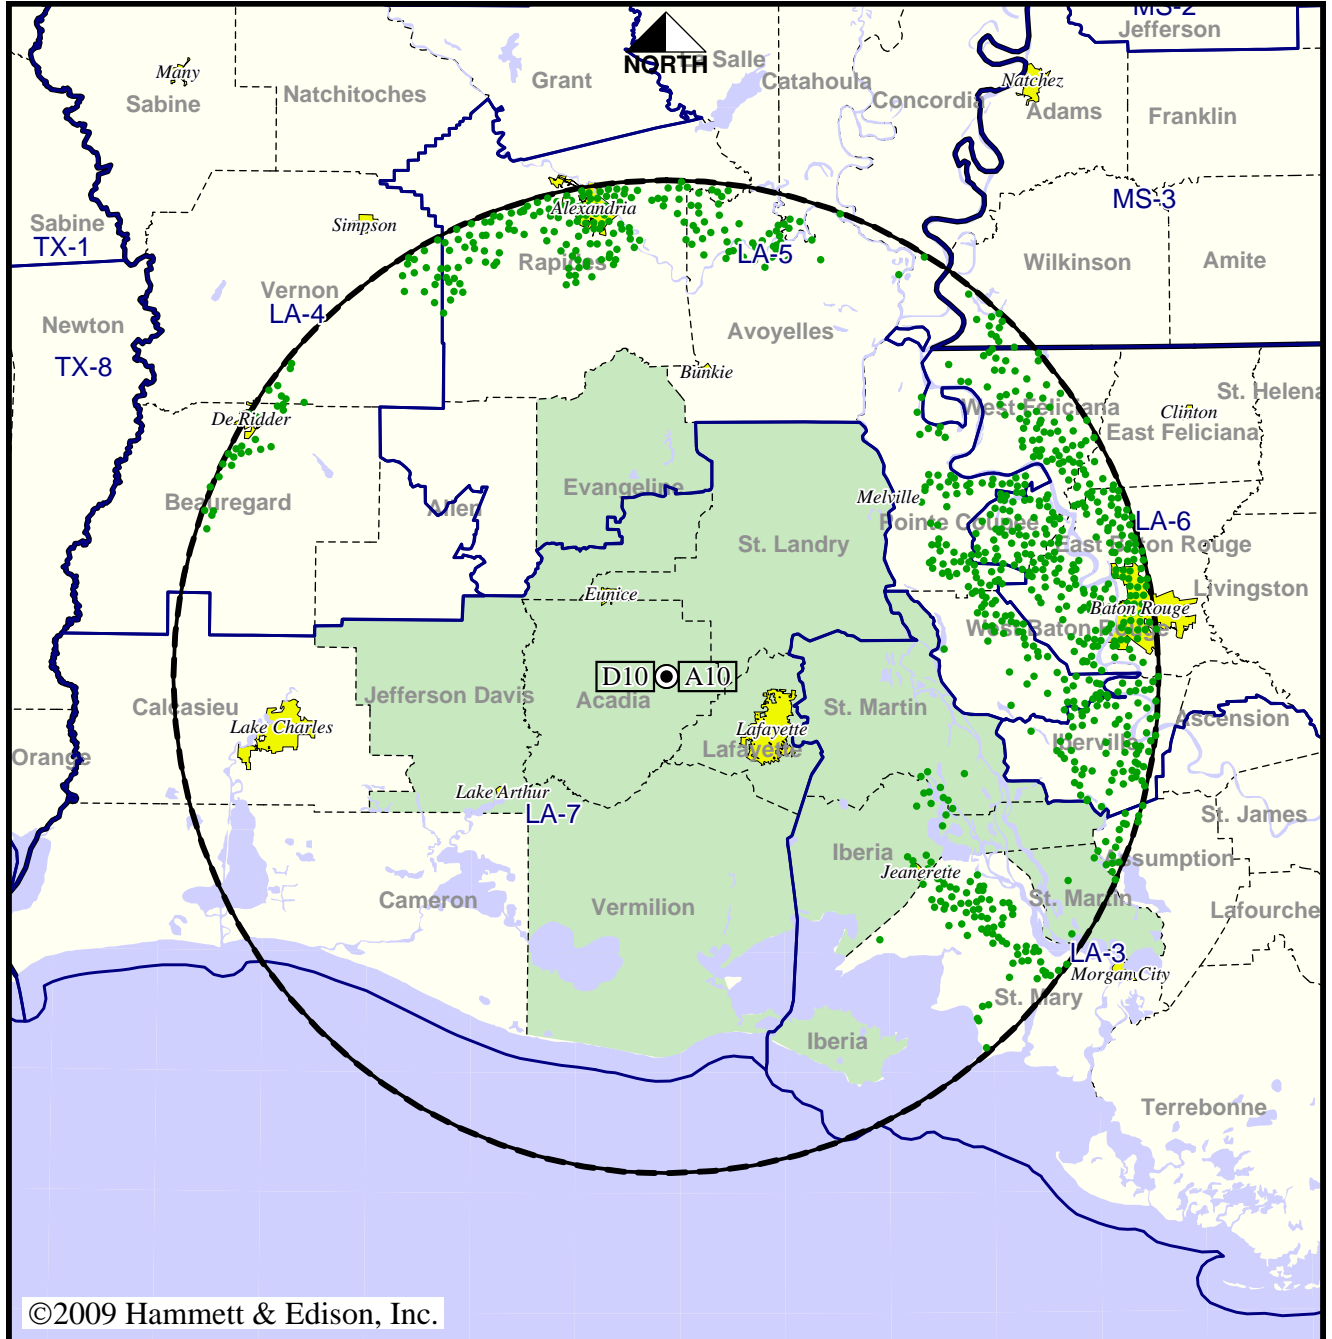 MS-2
Jefferson
Many
Sabine
Natchitoches
Grant
NORTH
La Salle
Catahoula
Concordia
Natchez
Adams
Franklin
Sabine
TX-1
Simpson
Alexandria
Rapides
LA-5
MS-3
Wilkinson
Amite
Vernon
LA-4
Newton
TX-8
Avoyelles
Bunkie
De Ridder
West Feliciana
Clinton
St. Helena
East Feliciana
Beauregard
Allen
Evangeline
Melville
Pointe Coupee
LA-6
St. Landry
East Baton Rouge
Livingston
Eunice
Baton Rouge
West Baton Rouge
D10
A10
Calcasieu
Lake Charles
Jefferson Davis
Acadia
Lafayette
Lafayette
St. Martin
Iberville
Ascension
Orange
Lake Arthur
LA-7
St. James
Iberia
Jeanerette
Assumption
Cameron
Vermilion
St. Martin
Lafourche
LA-3
Morgan City
St. Mary
Iberia
Terrebonne
©2009 Hammett & Edison, Inc.